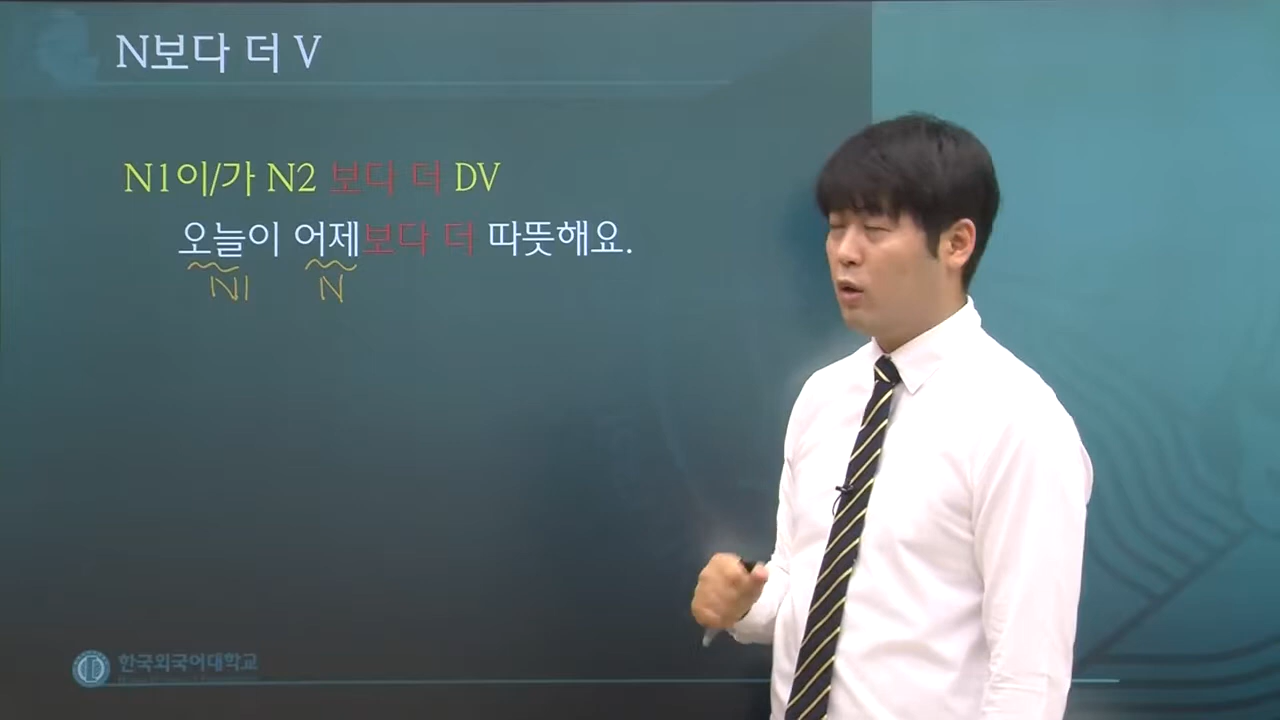 N보다 더 V
N1이/가 N2 보다 더 DV
오늘이 어제보다 더 따뜻해요.
N1 N
한국외국어대학교